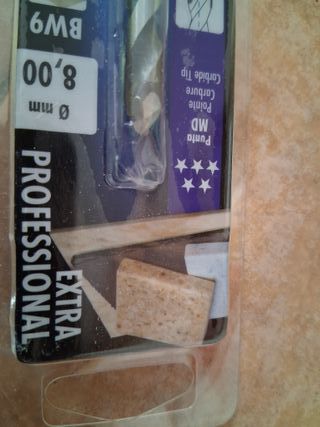 EXTRA
PROFESSIONAL
Punta
MD
Pointe
Carbure
Carbide Tip
Ø mm
8,00
BW9